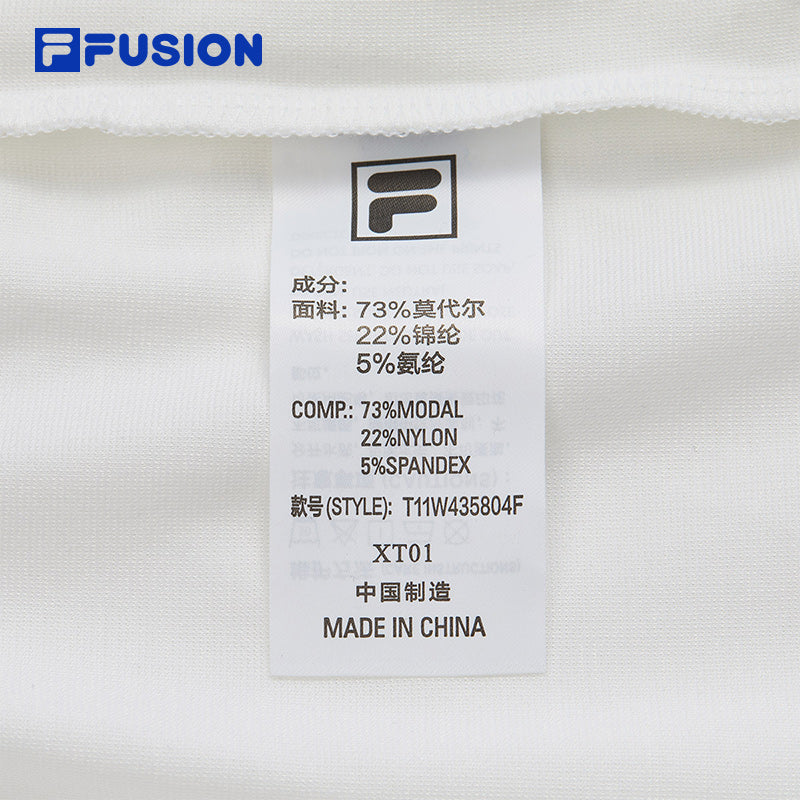 FUSION
成分:
面料: 73%莫代尔
22%锦纶
5%氨纶
COMP.: 73%MODAL
22%NYLON
5%SPANDEX
款号(STYLE): T11W435804F
XT01
中国制造
MADE IN CHINA